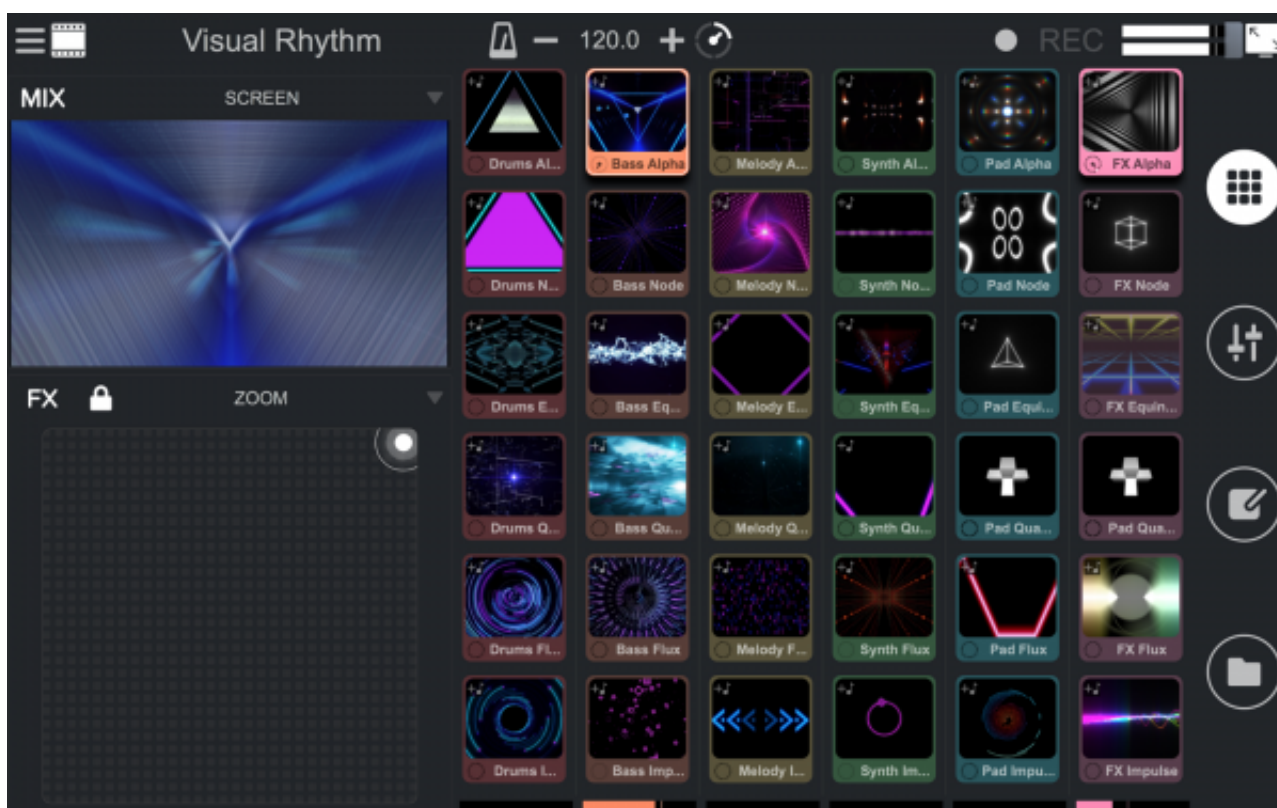 Visual Rhythm
120.0
REC
MIX
SCREEN
Drums Al...
Bass Alpha
Melody A...
Synth Al...
Pad Alpha
FX Alpha
Drums N...
Bass Node
Melody N...
Synth No...
Pad Node
FX Node
FX
ZOOM
Drums E...
Bass Eq...
Melody E...
Synth Eq...
Pad Equi...
FX Equin...
Drums Q...
Bass Qu...
Melody Q...
Synth Qu...
Pad Qua...
Pad Qua...
Drums Fl...
Bass Flux
Melody F...
Synth Flux
Pad Flux
FX Flux
Drums I...
Bass Imp...
Melody I...
Synth Im...
Pad Impu...
FX Impulse